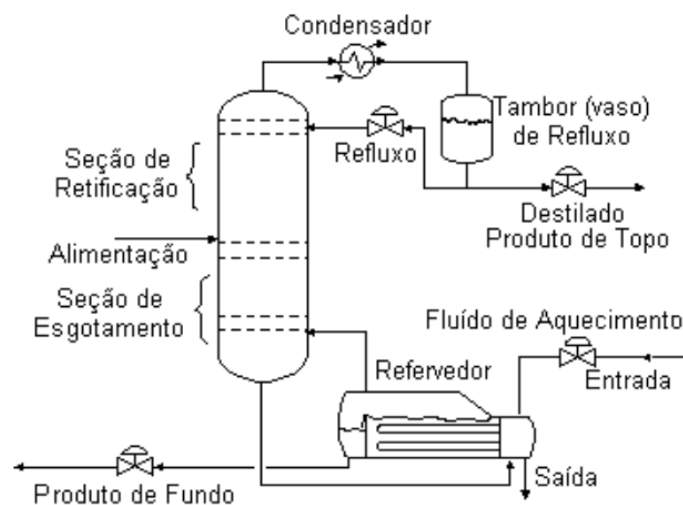 Condensador
Tambor (vaso)
de Refluxo
Seção de
Retificação
Refluxo
Destilado
Produto de Topo
Alimentação
Seção de
Esgotamento
Fluído de Aquecimento
Refervedor
Entrada
Saída
Produto de Fundo